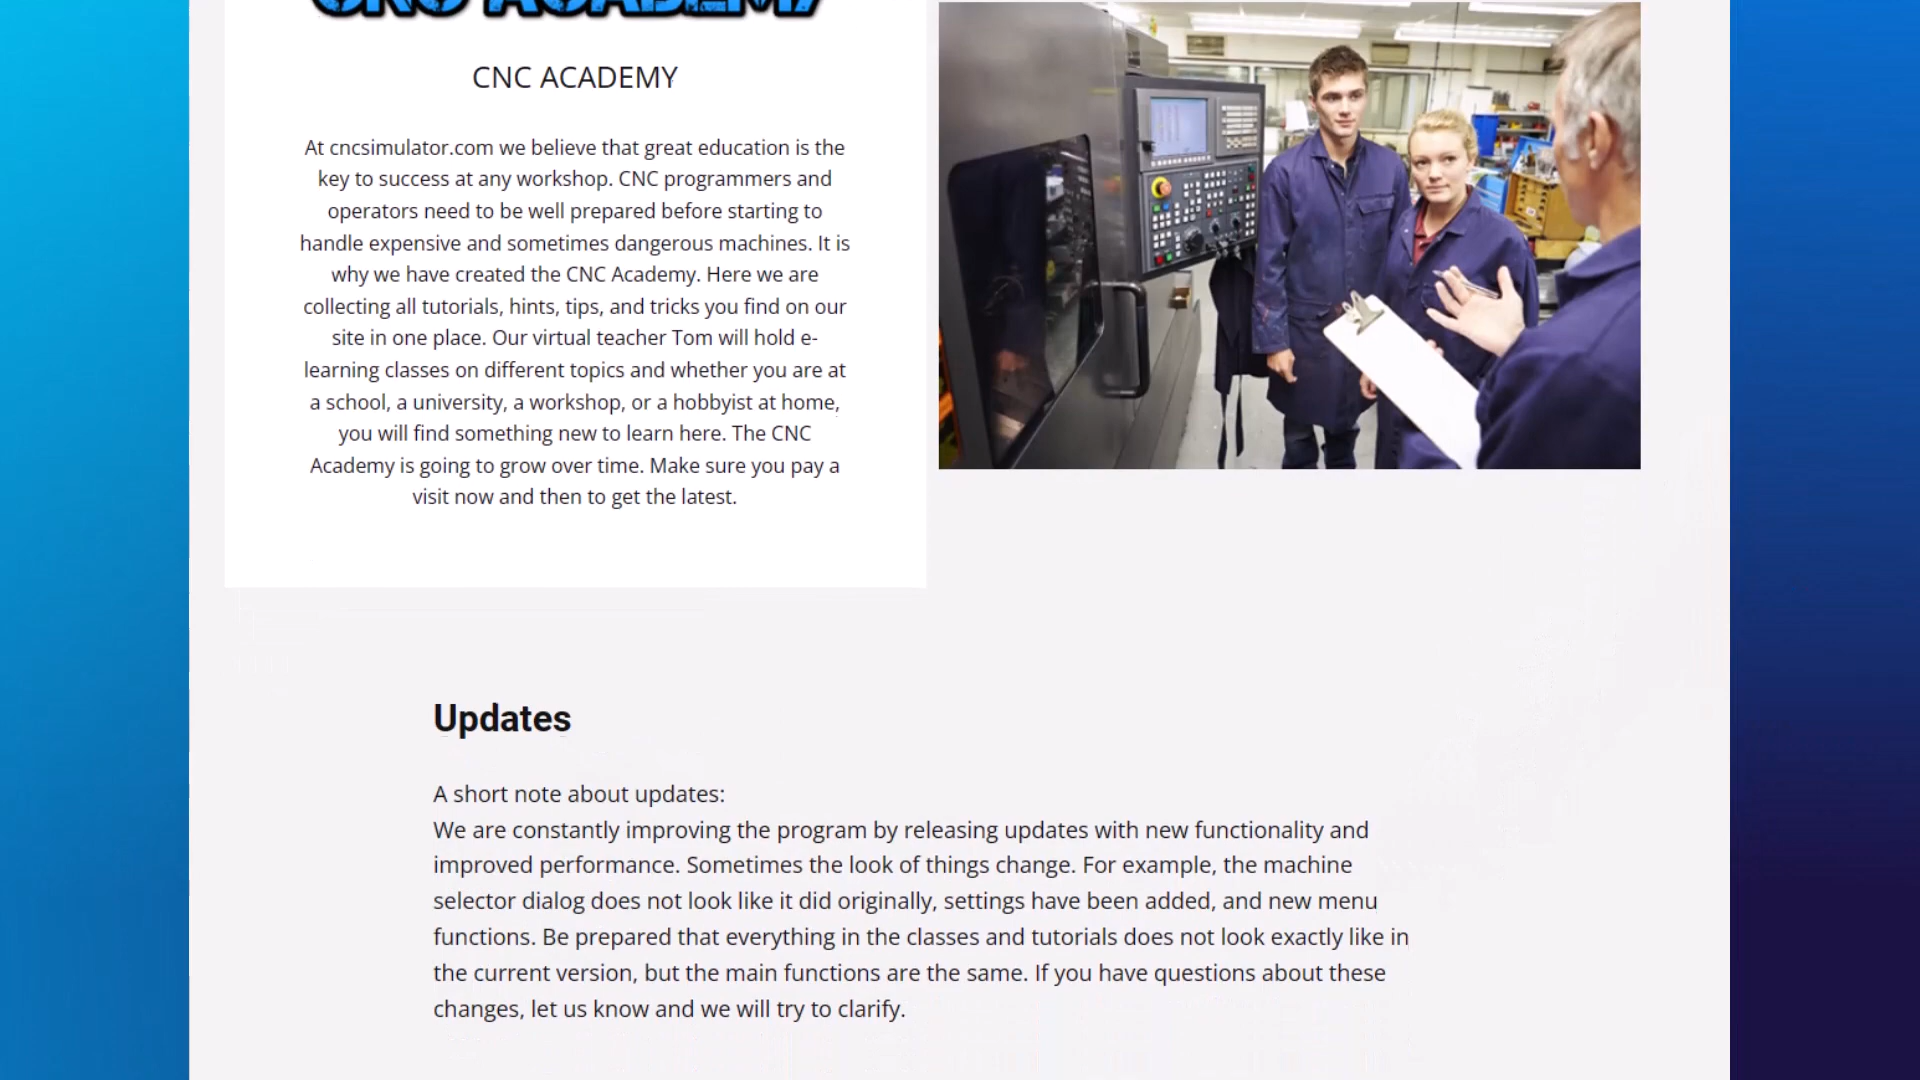 CNC ACADEMY
CNC ACADEMY
At cncsimulator.com we believe that great education is the
key to success at any workshop. CNC programmers and
operators need to be well prepared before starting to
handle expensive and sometimes dangerous machines. It is
why we have created the CNC Academy. Here we are
collecting all tutorials, hints, tips, and tricks you find on our
site in one place. Our virtual teacher Tom will hold e-
learning classes on different topics and whether you are at
a school, a university, a workshop, or a hobbyist at home,
you will find something new to learn here. The CNC
Academy is going to grow over time. Make sure you pay a
visit now and then to get the latest.
Updates
A short note about updates:
We are constantly improving the program by releasing updates with new functionality and
improved performance. Sometimes the look of things change. For example, the machine
selector dialog does not look like it did originally, settings have been added, and new menu
functions. Be prepared that everything in the classes and tutorials does not look exactly like in
the current version, but the main functions are the same. If you have questions about these
changes, let us know and we will try to clarify.